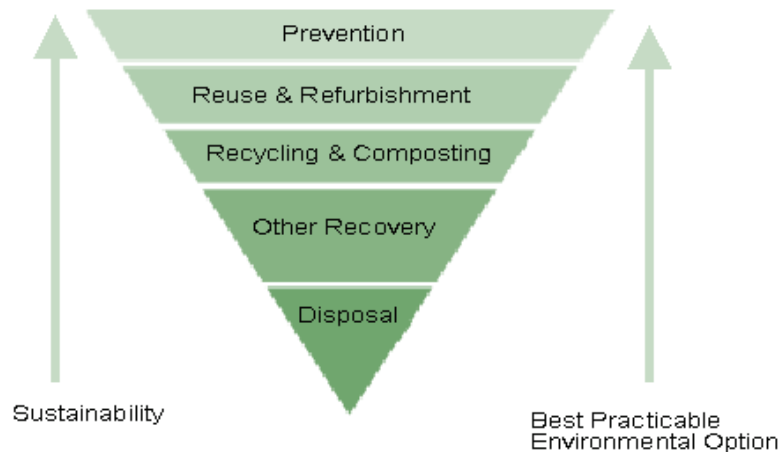 Prevention
Reuse & Refurbishment
Recycling & Composting
Other Recovery
Disposal
Sustainability
Best Practicable
Environmental Option